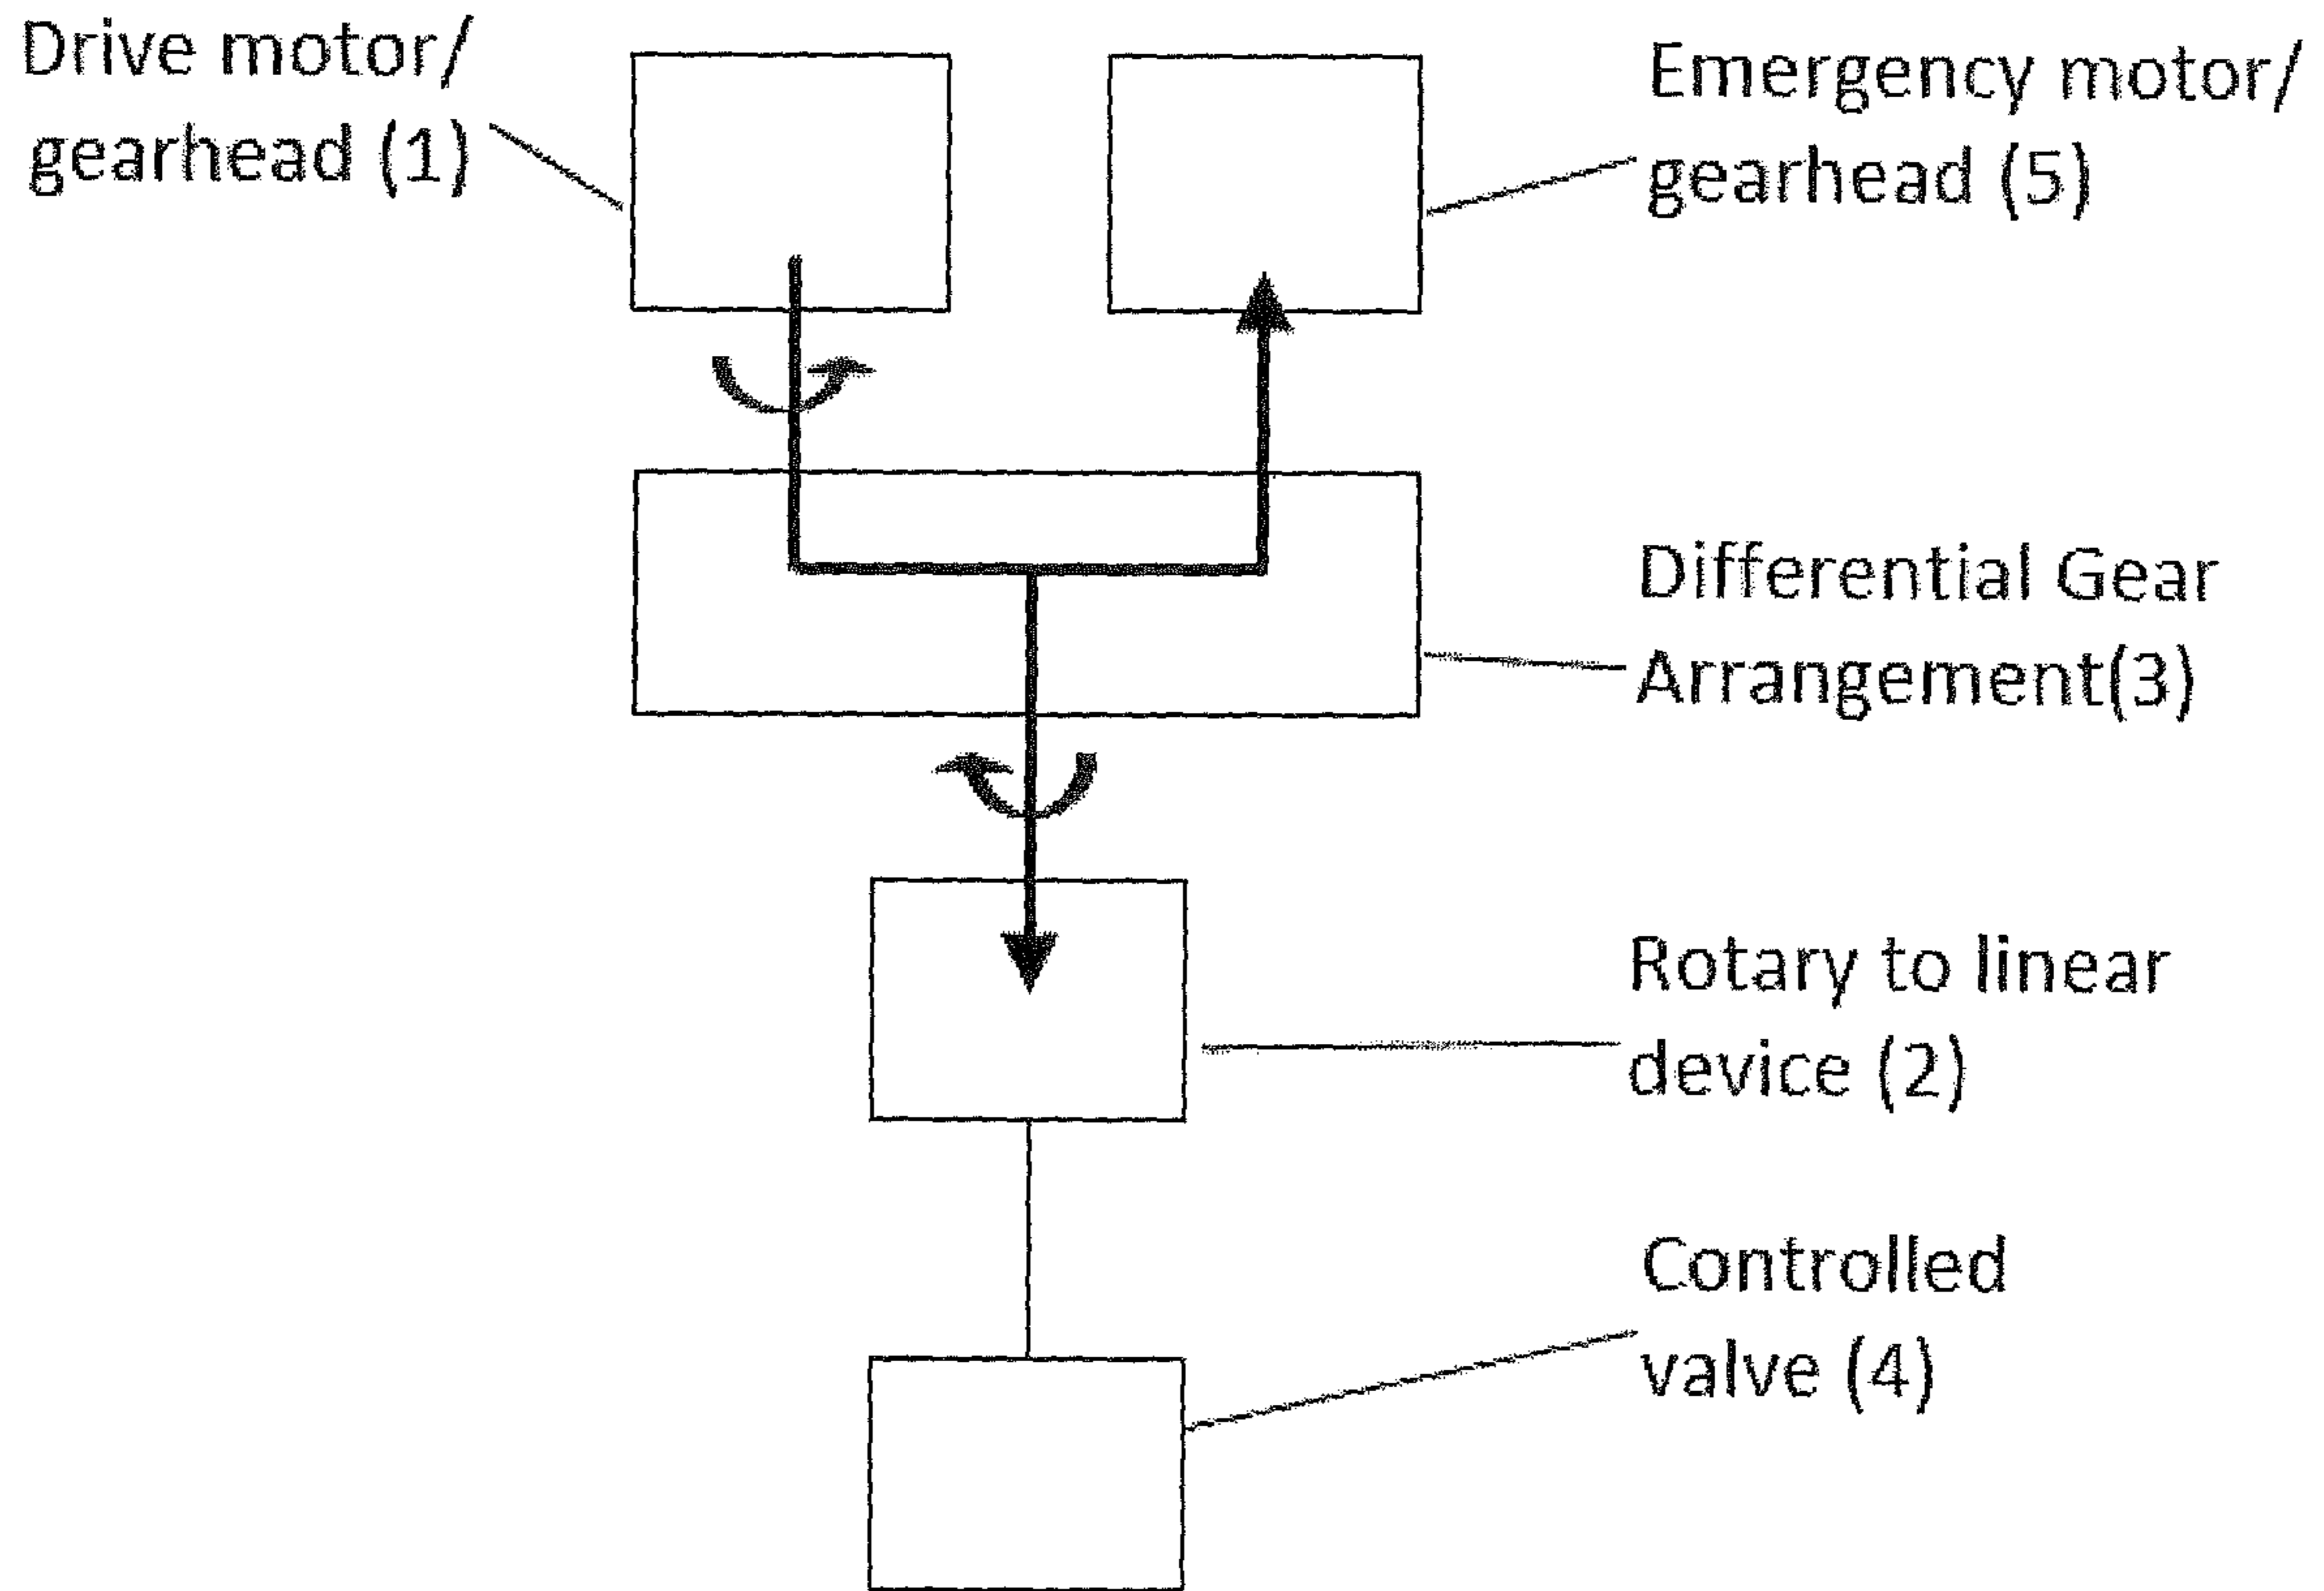 Drive motor/
gearhead (1)
Emergency motor/
gearhead (5)
Differential Gear
Arrangement(3)
Rotary to linear
device (2)
Controlled
valve (4)